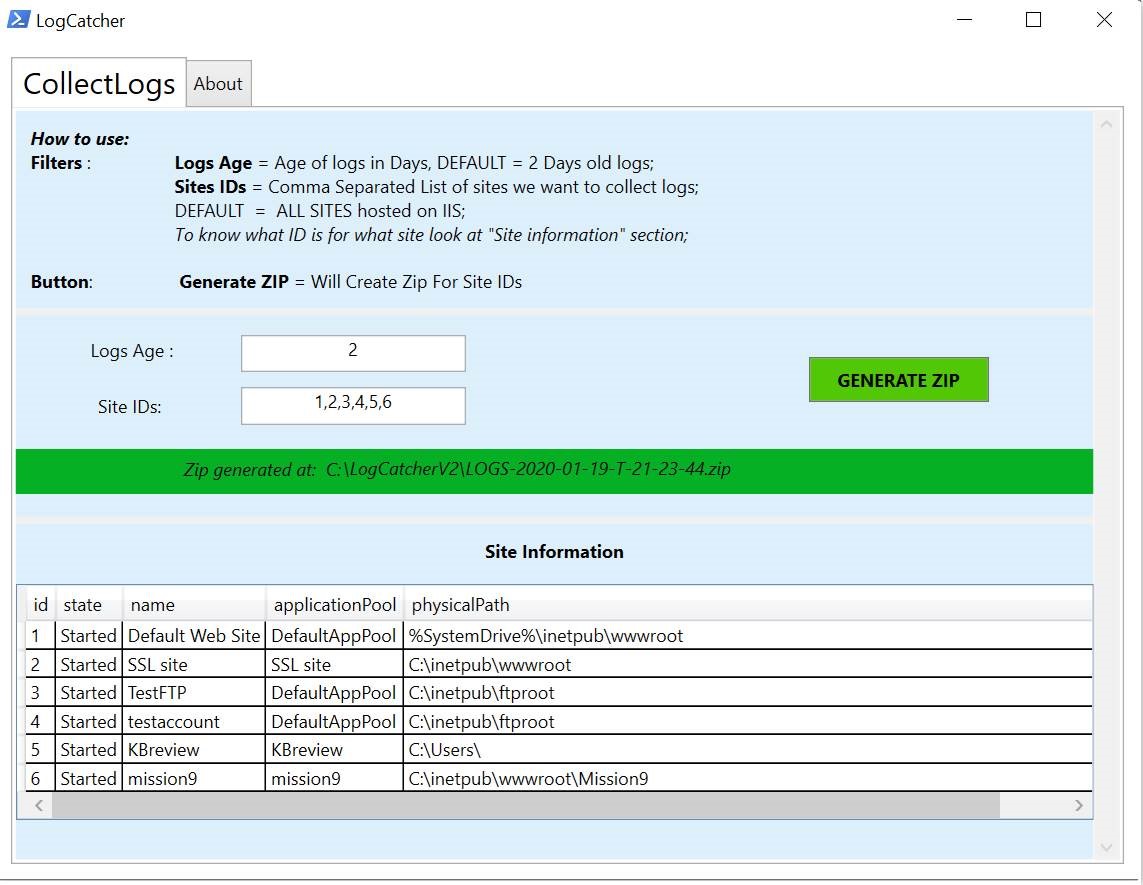 LogCatcher
CollectLogs About
How to use:
Filters : Logs Age = Age of logs in Days, DEFAULT = 2 Days old logs;
Sites IDs = Comma Separated List of sites we want to collect logs;
DEFAULT = ALL SITES hosted on IIS;
To know what ID is for what site look at "Site information" section;
Button: Generate ZIP = Will Create Zip For Site IDs
Logs Age : 2
GENERATE ZIP
Site IDs: 1,2,3,4,5,6
Zip generated at: C:\LogCatcherV2\LOGS-2020-01-19-T-21-23-44.zip
Site Information
id state name applicationPool physicalPath
1 Started Default Web Site DefaultAppPool %SystemDrive%\inetpub\wwwroot
2 Started SSL site SSL site C:\inetpub\wwwroot
3 Started TestFTP DefaultAppPool C:\inetpub\ftproot
4 Started testaccount DefaultAppPool C:\inetpub\ftproot
5 Started KBreview KBreview C:\Users\
6 Started mission9 mission9 C:\inetpub\wwwroot\Mission9